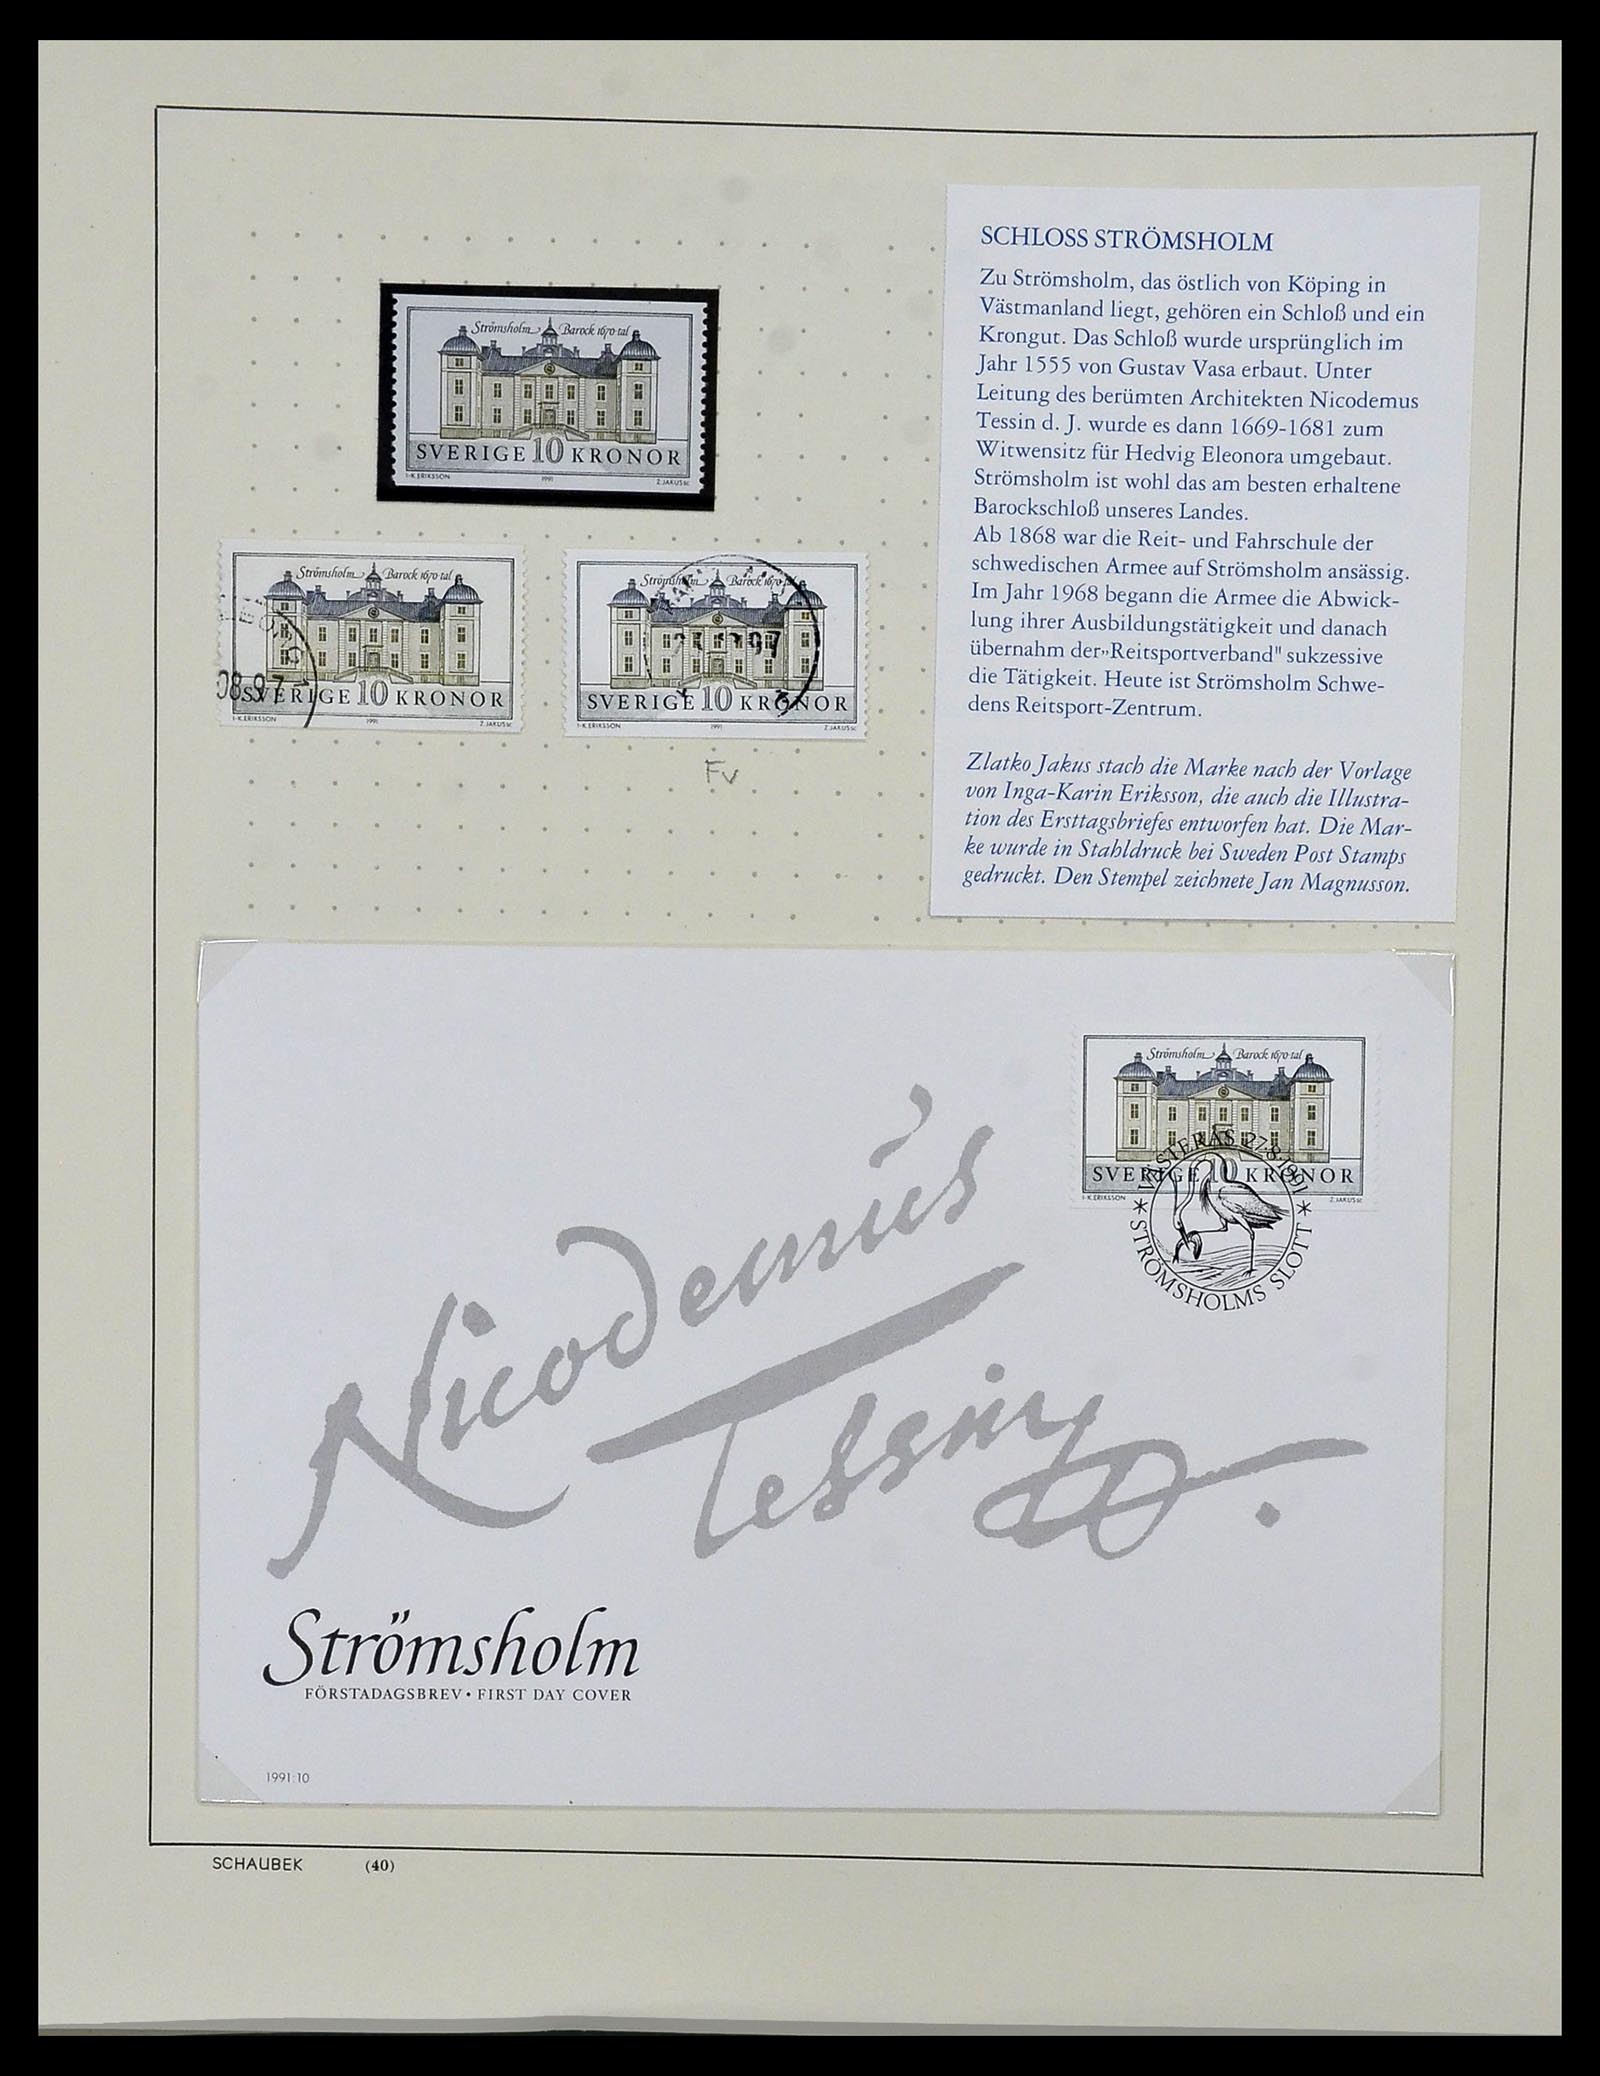 SCHLOSS STRÖMSHOLM
Zu Strömsholm, das östlich von Köping in
Västmanland liegt, gehören ein Schloß und ein
Krongut. Das Schloß wurde ursprünglich im
Jahr 1555 von Gustav Vasa erbaut. Unter
Leitung des berümten Architekten Nicodemus
Tessin d. J. wurde es dann 1669-1681 zum
Witwensitz für Hedvig Eleonora umgebaut.
Strömsholm ist wohl das am besten erhaltene
Barockschloß unseres Landes.
Ab 1868 war die Reit- und Fahrschule der
schwedischen Armee auf Strömsholm ansässig.
Im Jahr 1968 begann die Armee die Abwick-
lung ihrer Ausbildungstätigkeit und danach
übernahm der„Reitsportverband" sukzessive
die Tätigkeit. Heute ist Strömsholm Schwe-
dens Reitsport-Zentrum.
Zlatko Jakus stach die Marke nach der Vorlage
von Inga-Karin Eriksson, die auch die Illustra-
tion des Ersttagsbriefes entworfen hat. Die Mar-
ke wurde in Stahldruck bei Sweden Post Stamps
gedruckt. Den Stempel zeichnete Jan Magnusson.
Strömsholm Barock 1670-tal
SVERIGE 10 KRONOR
I-K. ERIKSSON 1991 Z. JAKUS sc
Strömsholm Barock 1670-tal
SVERIGE 10 KRONOR
I-K. ERIKSSON 1991 Z. JAKUS sc
Strömsholm Barock 1670-tal
SVERIGE 10 KRONOR
I-K. ERIKSSON 1991 Z. JAKUS sc
Fv
Strömsholm Barock 1670-tal
SVERIGE 10 KRONOR
I-K. ERIKSSON Z. JAKUS sc
VÄSTERÅS 27.8.1991
* STRÖMSHOLMS SLOTT *
Nicodemus
Tessin
Strömsholm
FÖRSTADAGSBREV • FIRST DAY COVER
1991:10
SCHAUBEK (40)